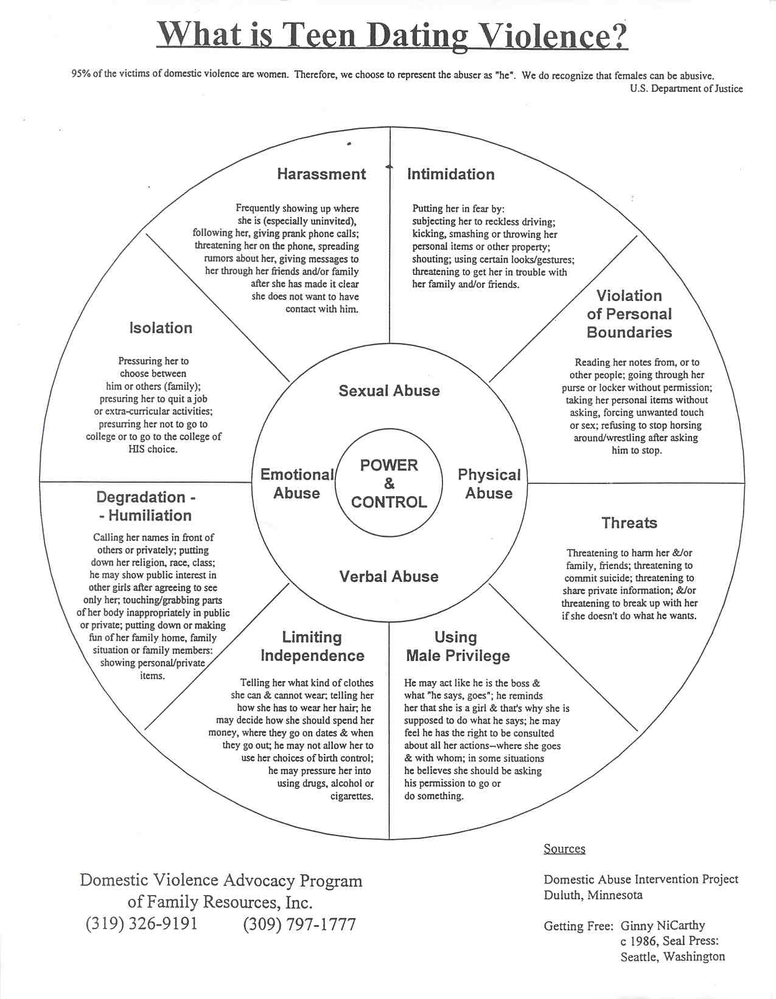 What is Teen Dating Violence?
95% of the victims of domestic violence are women. Therefore, we choose to represent the abuser as "he". We do recognize that females can be abusive.
U.S. Department of Justice
Harassment
Frequently showing up where
she is (especially uninvited),
following her, giving prank phone calls;
threatening her on the phone, spreading
rumors about her, giving messages to
her through her friends and/or family
after she has made it clear
she does not want to have
contact with him.
Intimidation
Putting her in fear by:
subjecting her to reckless driving;
kicking, smashing or throwing her
personal items or other property;
shouting; using certain looks/gestures;
threatening to get her in trouble with
her family and/or friends.
Violation
of Personal
Boundaries
Reading her notes from, or to
other people; going through her
purse or locker without permission;
taking her personal items without
asking, forcing unwanted touch
or sex; refusing to stop horsing
around/wrestling after asking
him to stop.
Isolation
Pressuring her to
choose between
him or others (family);
presuring her to quit a job
or extra-curricular activities;
presurring her not to go to
college or to go to the college of
HIS choice.
Sexual Abuse
Emotional
Abuse
POWER
&
CONTROL
Physical
Abuse
Verbal Abuse
Degradation -
- Humiliation
Calling her names in front of
others or privately; putting
down her religion, race, class;
he may show public interest in
other girls after agreeing to see
only her; touching/grabbing parts
of her body inappropriately in public
or private; putting down or making
fun of her family home, family
situation or family members:
showing personal/private
items.
Threats
Threatening to harm her &/or
family, friends; threatening to
commit suicide; threatening to
share private information; &/or
threatening to break up with her
if she doesn't do what he wants.
Limiting
Independence
Telling her what kind of clothes
she can & cannot wear; telling her
how she has to wear her hair; he
may decide how she should spend her
money, where they go on dates & when
they go out; he may not allow her to
use her choices of birth control;
he may pressure her into
using drugs, alcohol or
cigarettes.
Using
Male Privilege
He may act like he is the boss &
what "he says, goes"; he reminds
her that she is a girl & that's why she is
supposed to do what he says; he may
feel he has the right to be consulted
about all her actions--where she goes
& with whom; in some situations
he believes she should be asking
his permission to go or
do something.
Domestic Violence Advocacy Program
of Family Resources, Inc.
(319) 326-9191 (309) 797-1777
Sources
Domestic Abuse Intervention Project
Duluth, Minnesota
Getting Free: Ginny NiCarthy
c 1986, Seal Press:
Seattle, Washington